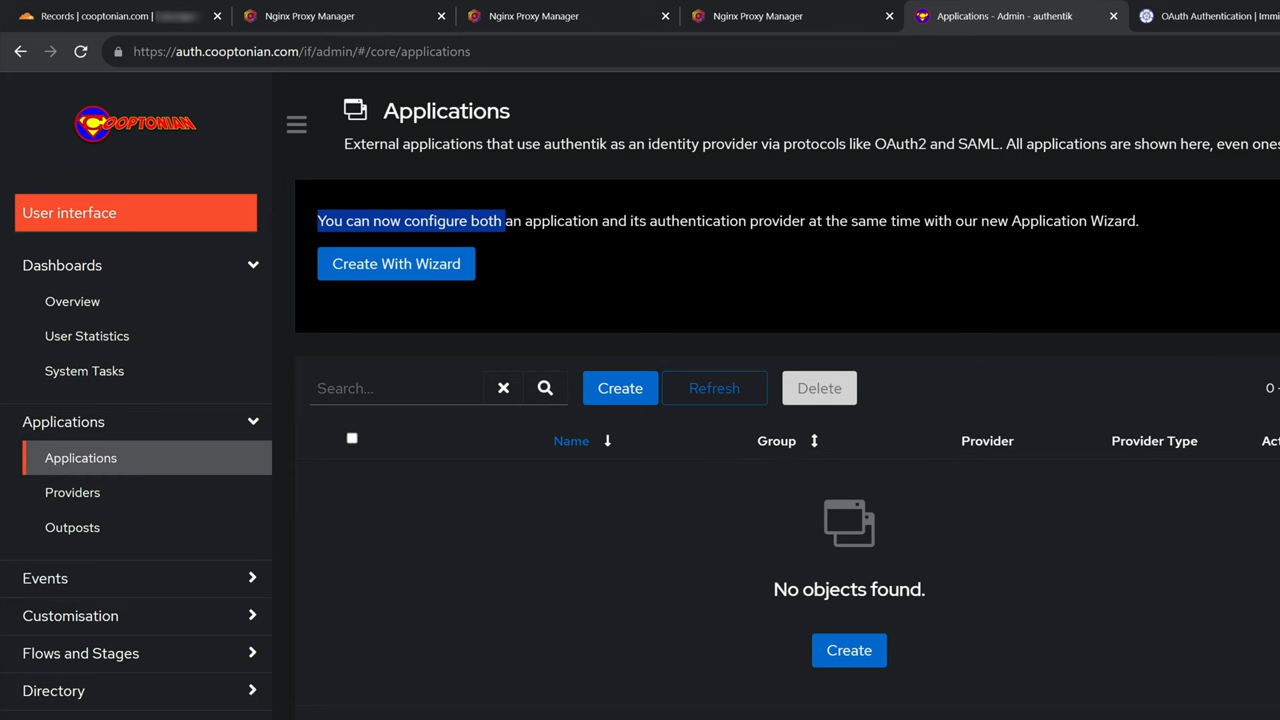 Records | cooptonian.com |
Nginx Proxy Manager
Nginx Proxy Manager
Nginx Proxy Manager
Applications - Admin - authentik
OAuth Authentication | Immi
https://auth.cooptonian.com/if/admin/#/core/applications
COOPTONIAN
User interface
Dashboards
Overview
User Statistics
System Tasks
Applications
Applications
Providers
Outposts
Events
Customisation
Flows and Stages
Directory
Applications
External applications that use authentik as an identity provider via protocols like OAuth2 and SAML. All applications are shown here, even ones
You can now configure both an application and its authentication provider at the same time with our new Application Wizard.
Create With Wizard
Search...
Create
Refresh
Delete
0 -
Name
Group
Provider
Provider Type
Act
No objects found.
Create